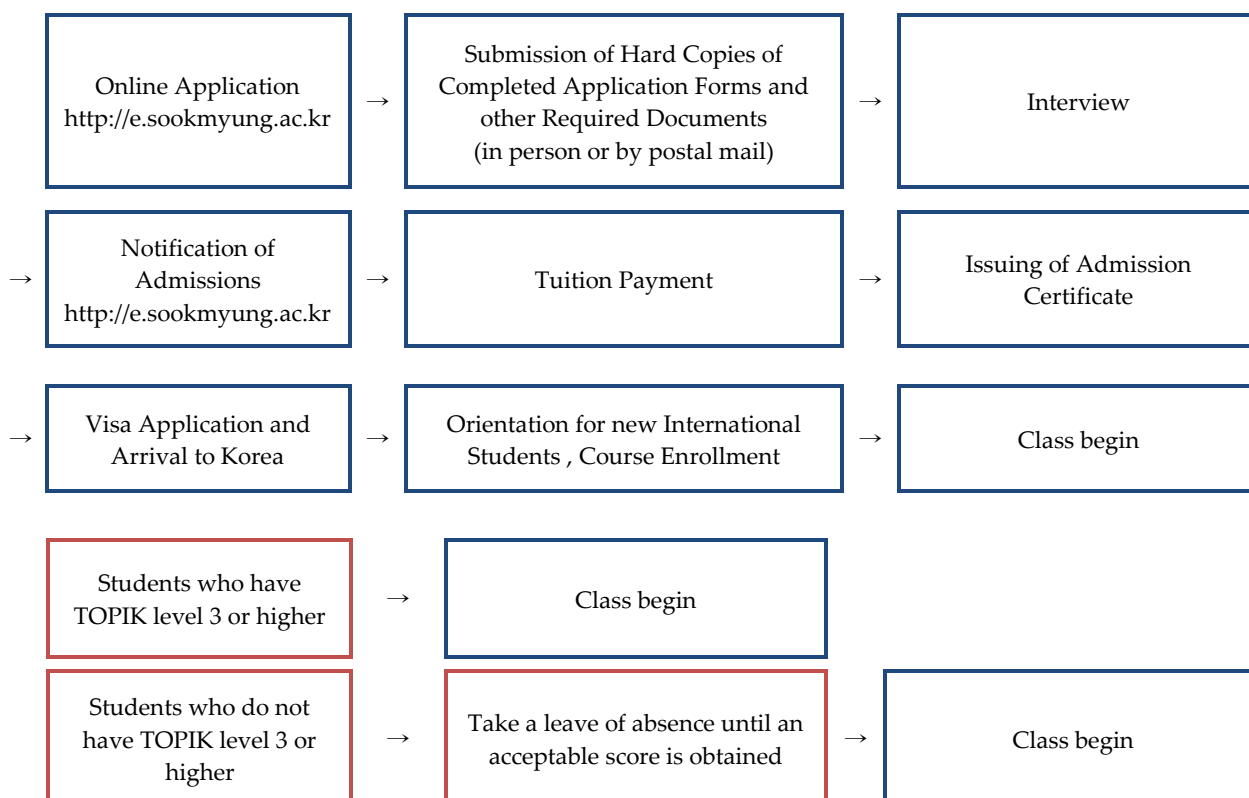 Online Application
http://e.sookmyung.ac.kr
→
Submission of Hard Copies of
Completed Application Forms and
other Required Documents
(in person or by postal mail)
→
Interview
→
Notification of
Admissions
http://e.sookmyung.ac.kr
→
Tuition Payment
→
Issuing of Admission
Certificate
→
Visa Application and
Arrival to Korea
→
Orientation for new International
Students , Course Enrollment
→
Class begin
Students who have
TOPIK level 3 or higher
→
Class begin
Students who do not
have TOPIK level 3 or
higher
→
Take a leave of absence until an
acceptable score is obtained
→
Class begin